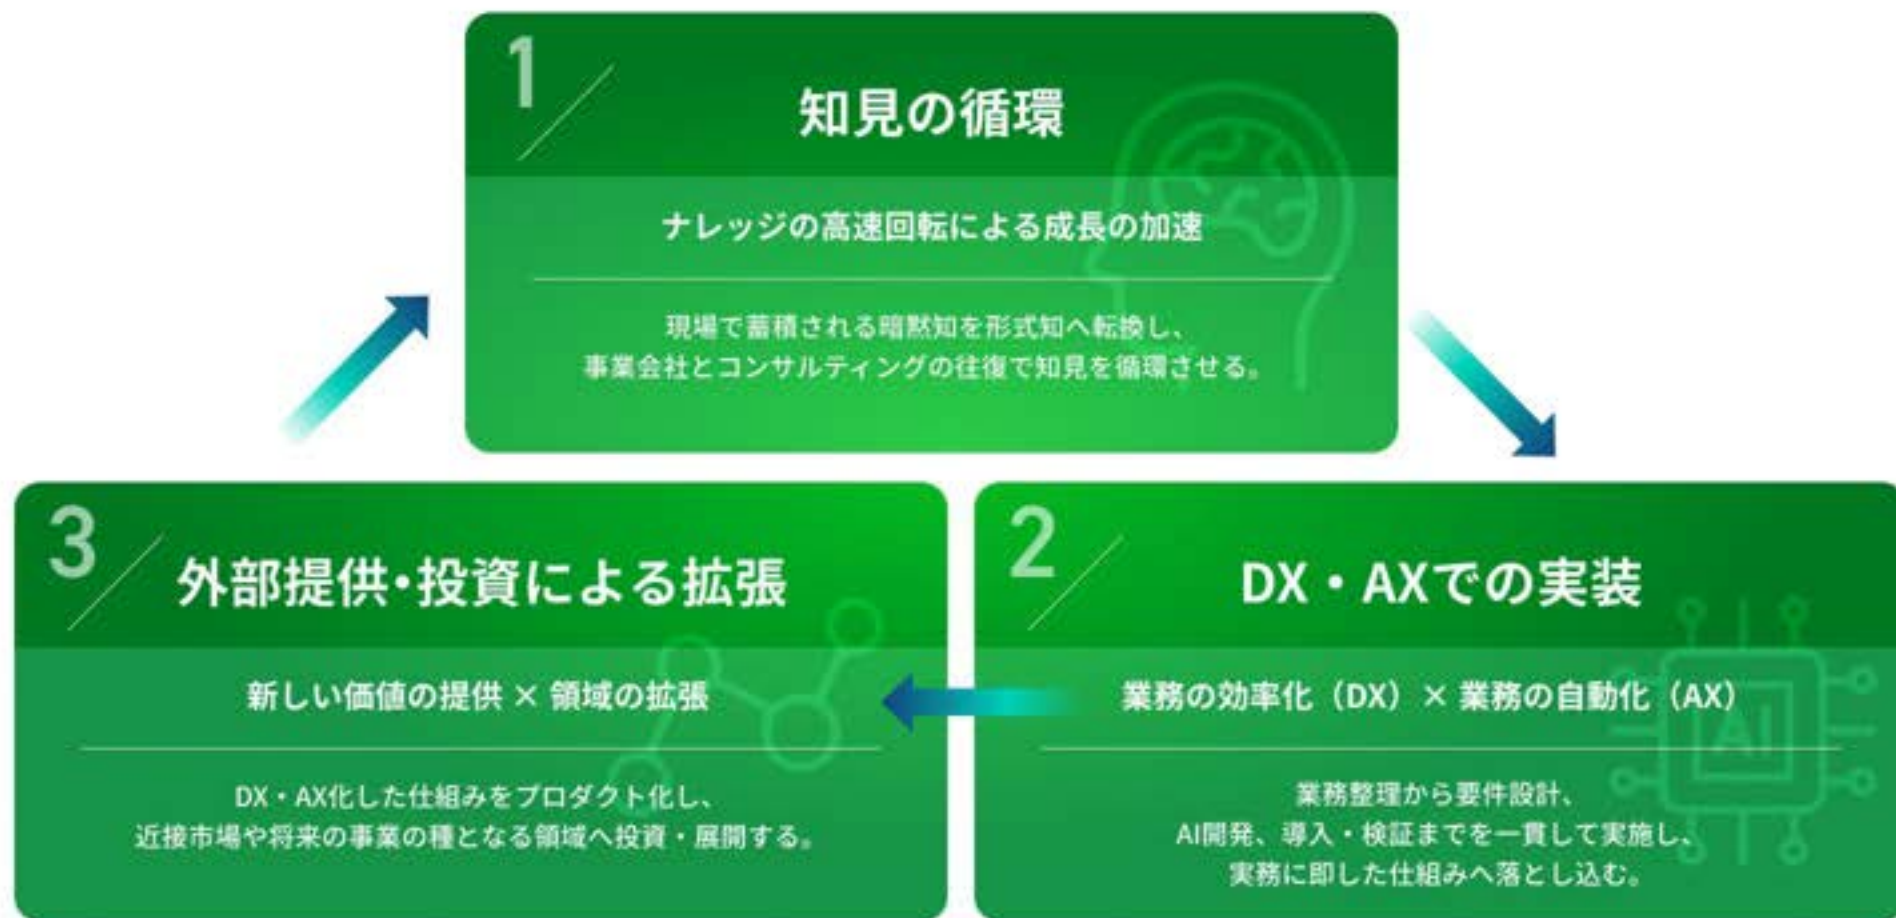 1
知見の循環
ナレッジの高速回転による成長の加速
現場で蓄積される暗黙知を形式知へ転換し、
事業会社とコンサルティングの往復で知見を循環させる。
2
DX・AXでの実装
業務の効率化（DX）× 業務の自動化（AX）
業務整理から要件設計、
AI開発、導入・検証までを一貫して実施し、
実務に即した仕組みへ落とし込む。
AI
3
外部提供・投資による拡張
新しい価値の提供 × 領域の拡張
DX・AX化した仕組みをプロダクト化し、
近接市場や将来の事業の種となる領域へ投資・展開する。